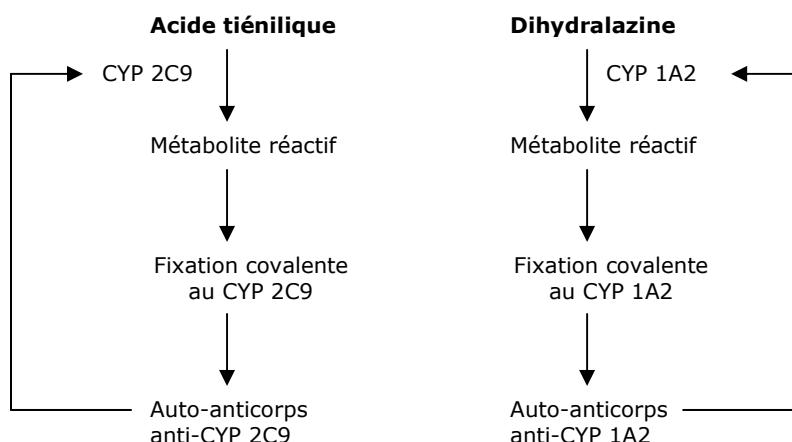 Acide tiénilique
CYP 2C9
Métabolite réactif
Fixation covalente
au CYP 2C9
Auto-anticorps
anti-CYP 2C9
Dihydralazine
CYP 1A2
Métabolite réactif
Fixation covalente
au CYP 1A2
Auto-anticorps
anti-CYP 1A2